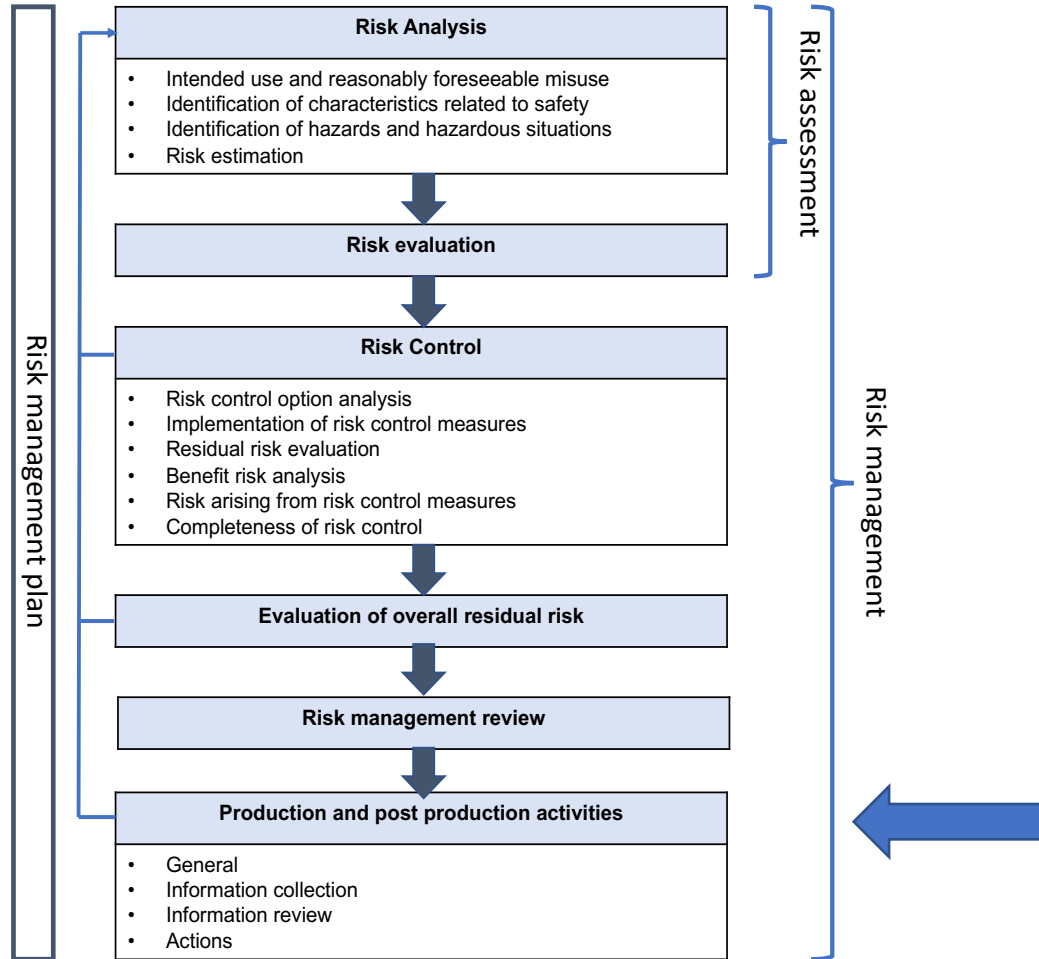 Risk Analysis
• Intended use and reasonably foreseeable misuse
• Identification of characteristics related to safety
• Identification of hazards and hazardous situations
• Risk estimation
Risk evaluation
Risk Control
• Risk control option analysis
• Implementation of risk control measures
• Residual risk evaluation
• Benefit risk analysis
• Risk arising from risk control measures
• Completeness of risk control
Evaluation of overall residual risk
Risk management review
Production and post production activities
• General
• Information collection
• Information review
• Actions
Risk management plan
Risk assessment
Risk management